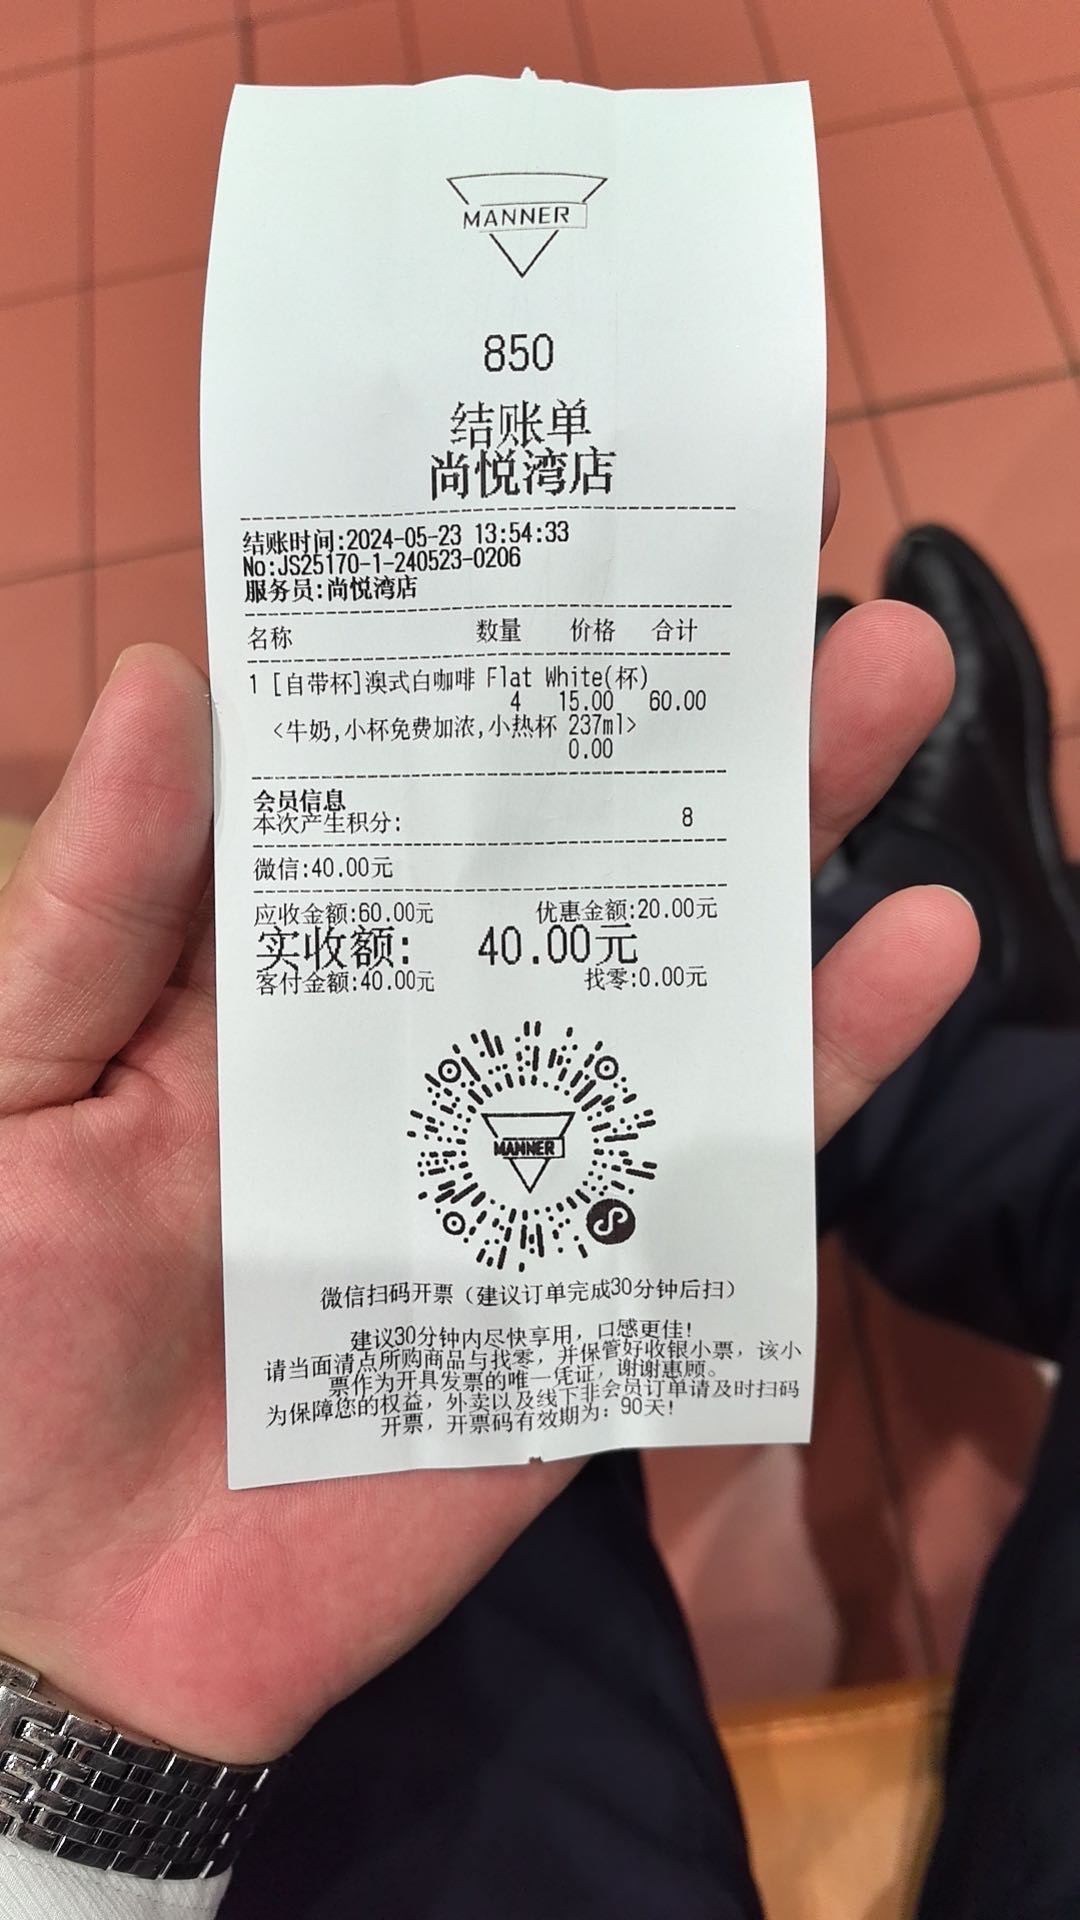 MANNER
850
结账单
尚悦湾店
结账时间:2024-05-23 13:54:33
No:JS25170-1-240523-0206
服务员:尚悦湾店
名称 数量 价格 合计
1 [自带杯]澳式白咖啡 Flat White(杯)
4 15.00 60.00
<牛奶,小杯免费加浓,小热杯 237ml>
0.00
会员信息
本次产生积分: 8
微信:40.00元
应收金额:60.00元 优惠金额:20.00元
实收额: 40.00元
客付金额:40.00元 找零:0.00元
MANNER
微信扫码开票（建议订单完成30分钟后扫）
建议30分钟内尽快享用，口感更佳！
请当面清点所购商品与找零，并保管好收银小票，该小
票作为开具发票的唯一凭证，谢谢惠顾。
为保障您的权益，外卖以及线下非会员订单请及时扫码
开票，开票码有效期为：90天！